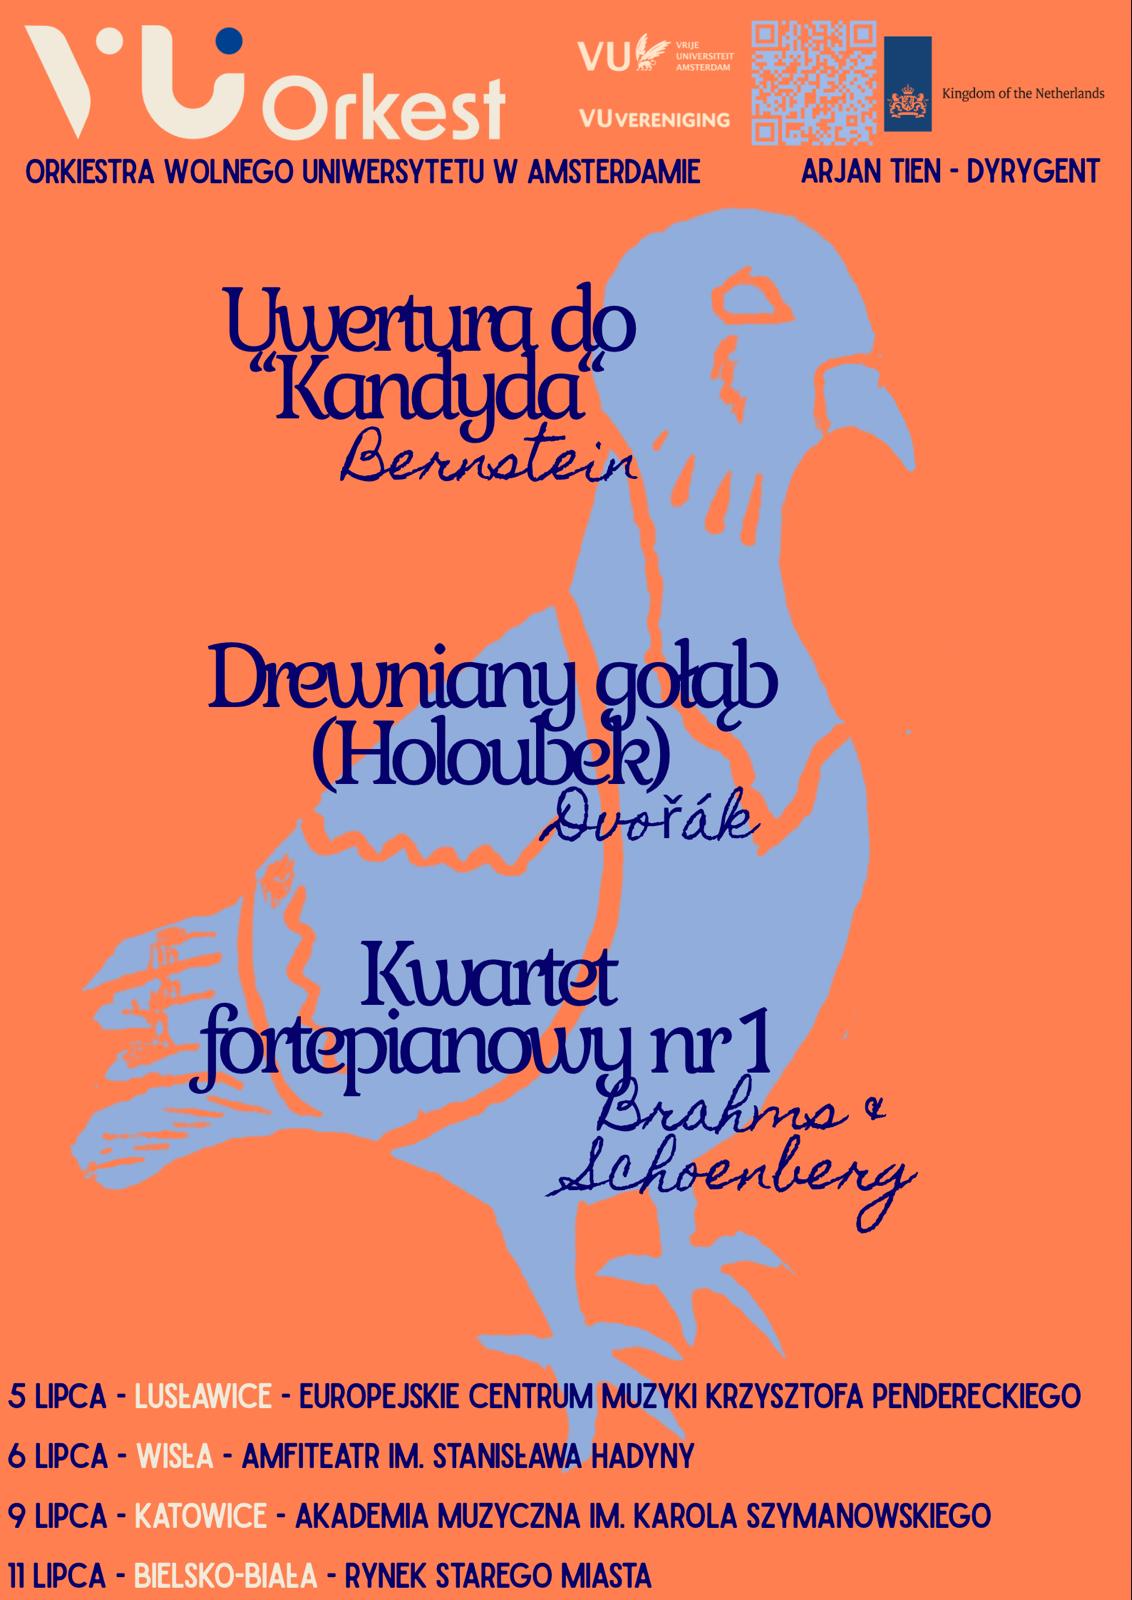 VU Orkest
VU VRIJE UNIVERSITEIT AMSTERDAM
VUVERENIGING
Kingdom of the Netherlands
ORKIESTRA WOLNEGO UNIWERSYTETU W AMSTERDAMIE
ARJAN TIEN - DYRYGENT
Uwertura do
“Kandyda“
Bernstein
Drewniany gołąb
(Holoubek)
Dvořák
Kwartet
fortepianowy nr 1
Brahms &
Schoenberg
5 LIPCA - LUSŁAWICE - EUROPEJSKIE CENTRUM MUZYKI KRZYSZTOFA PENDERECKIEGO
6 LIPCA - WISŁA - AMFITEATR IM. STANISŁAWA HADYNY
9 LIPCA - KATOWICE - AKADEMIA MUZYCZNA IM. KAROLA SZYMANOWSKIEGO
11 LIPCA - BIELSKO-BIAŁA - RYNEK STAREGO MIASTA